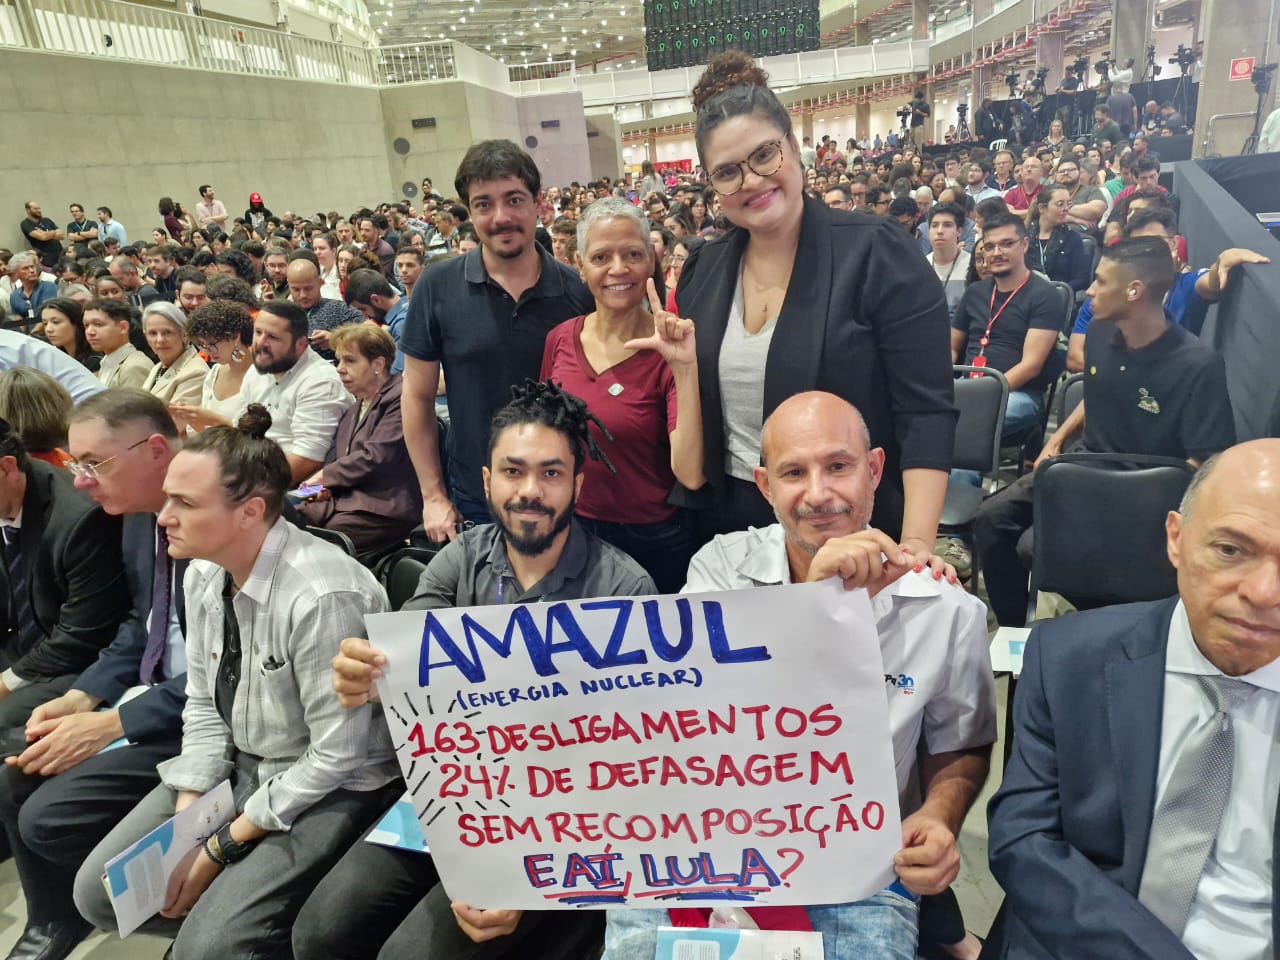 AMAZUL
(ENERGIA NUCLEAR)
163 DESLIGAMENTOS
24% DE DEFASAGEM
SEM RECOMPOSIÇÃO
E AÍ, LULA?